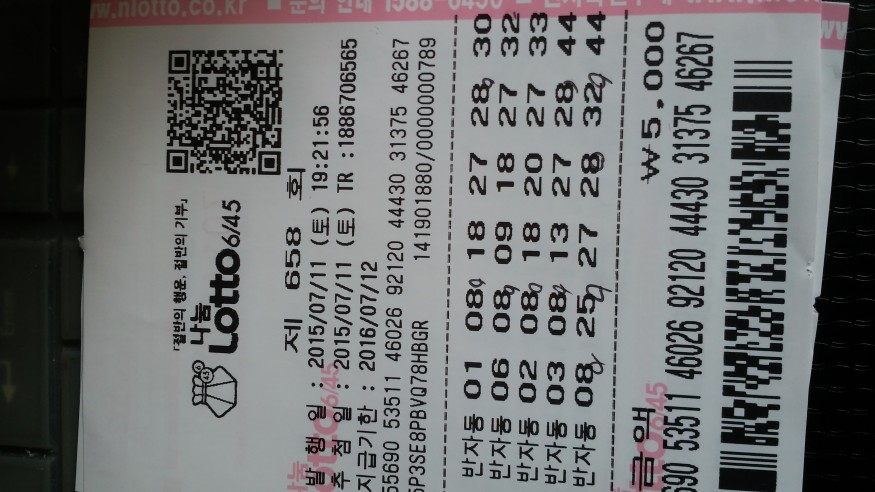 ww.nlotto.co.kr ■
「절반의 행운, 절반의 기부」
나눔
Lotto6/45
제 658 회
발 행 일 : 2015/07/11 (토) 19:21:56
추 첨 일 : 2015/07/11 (토) TR :1886706565
지급기한 : 2016/07/12
55690 53511 46026 92120 44430 31375 46267
5P3SE8PBVQ78HBGR 141901880/0000000789
반자동 01 08 18 27 28 30
반자동 06 08 09 18 27 32
반자동 02 08 18 20 27 33
반자동 03 08 13 27 28 44
반자동 08 25 27 28 32 44
금액 ₩5,000
690 53511 46026 92120 44430 31375 46267